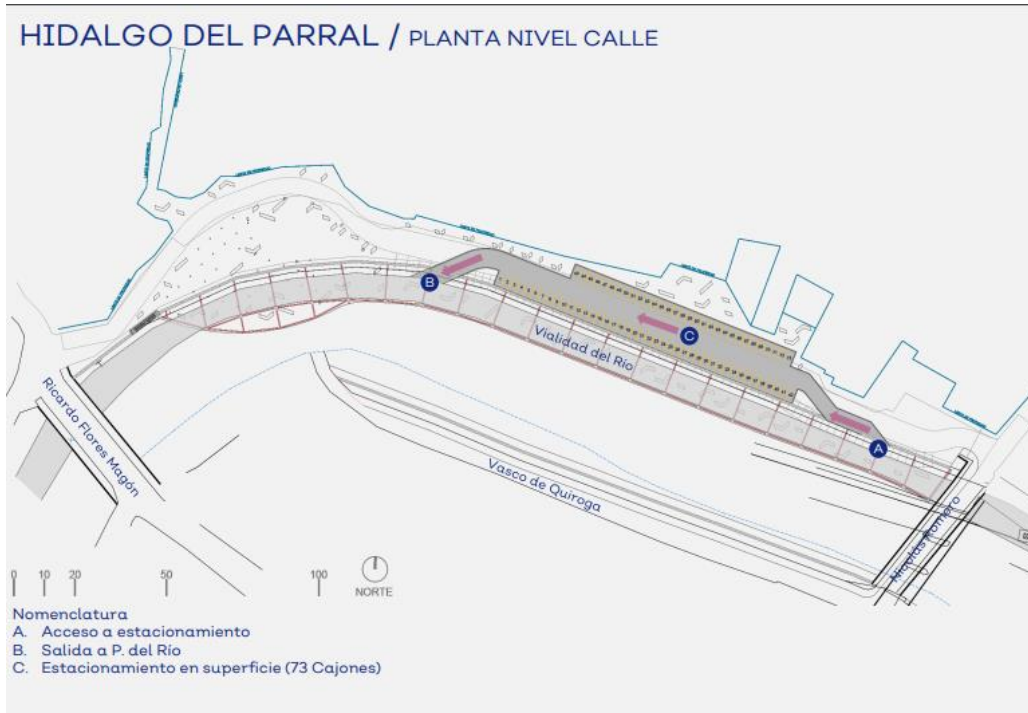 HIDALGO DEL PARRAL / PLANTA NIVEL CALLE
B
C
Vialidad del Río
A
Ricardo Flores Magón
Vasco de Quiroga
Nicolás Romero
0 10 20 50 100
NORTE
Nomenclatura
A. Acceso a estacionamiento
B. Salida a P. del Río
C. Estacionamiento en superficie (73 Cajones)